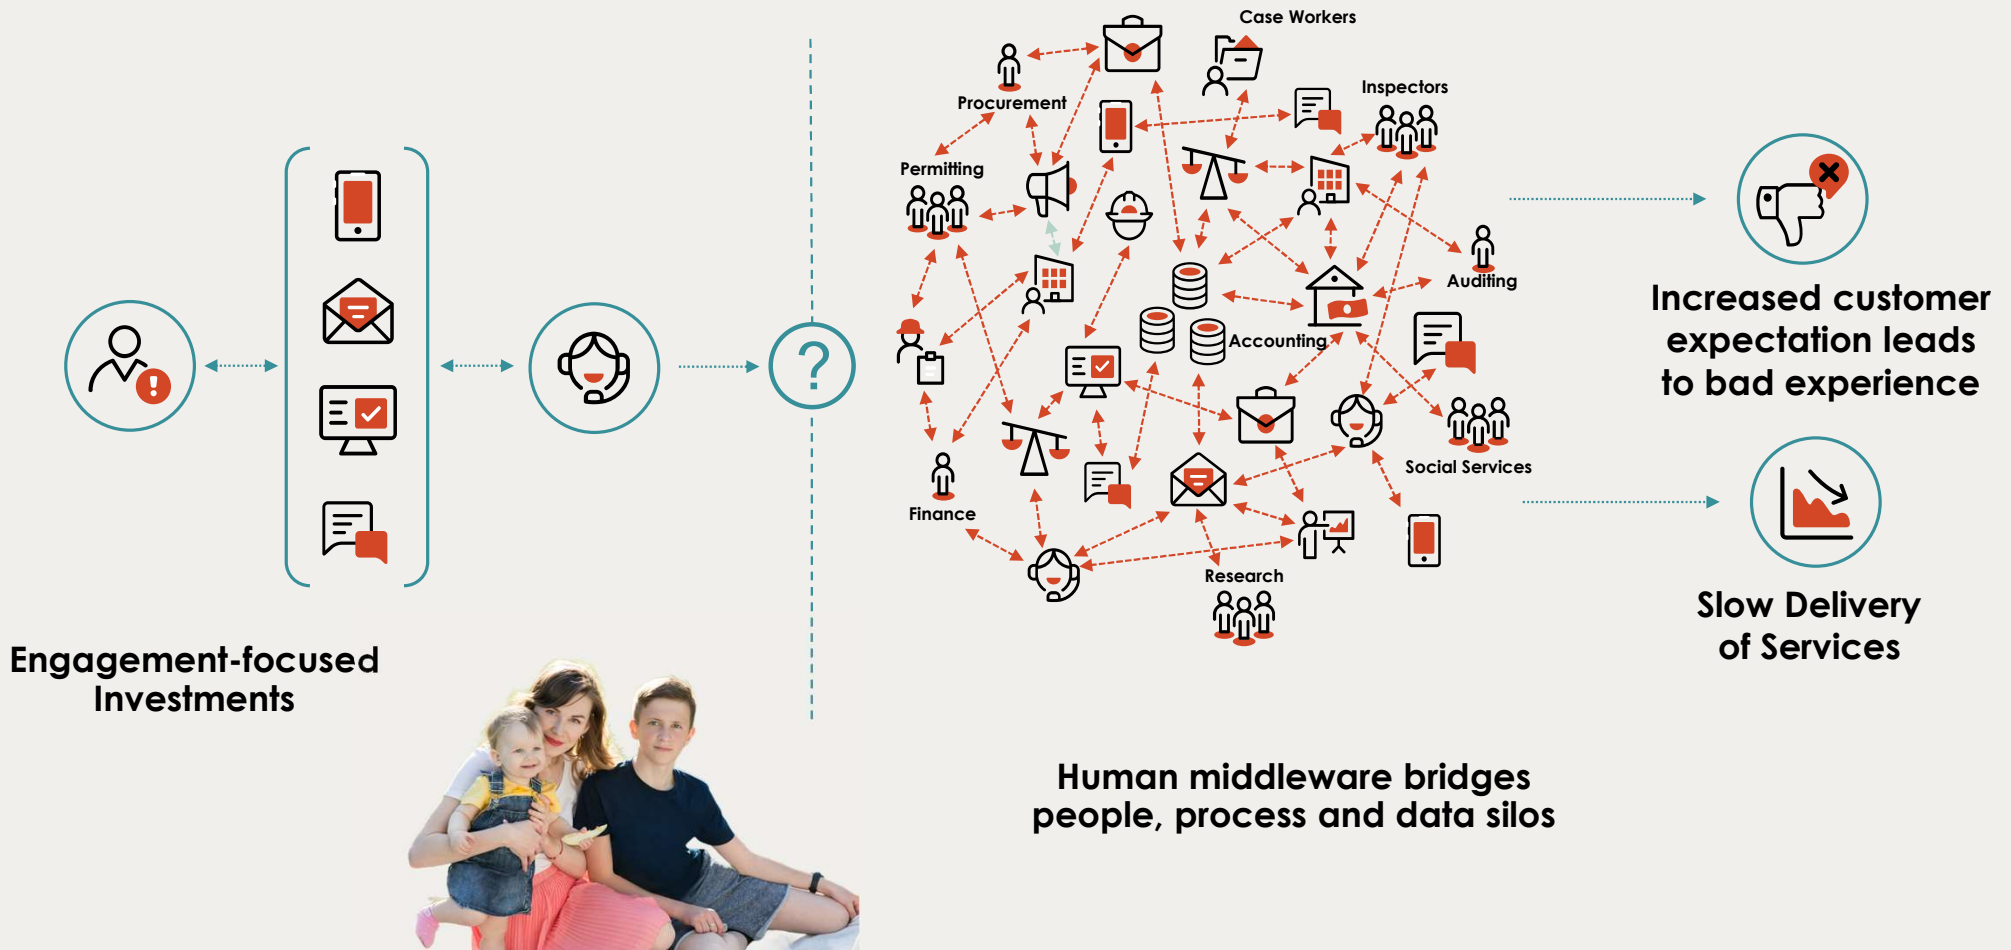 Case Workers
Inspectors
Procurement
Permitting
Auditing
Accounting
Social Services
Finance
Research
?
!
Increased customer
expectation leads
to bad experience
Slow Delivery
of Services
Engagement-focused
Investments
Human middleware bridges
people, process and data silos